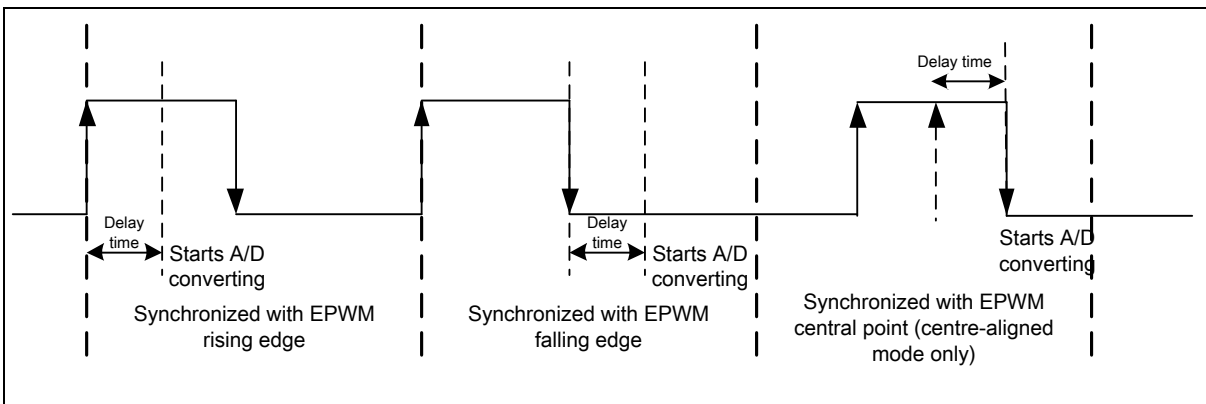 Delay time
Delay
time
Starts A/D
converting
Delay
time
Starts A/D
converting
Starts A/D
converting
Synchronized with EPWM
rising edge
Synchronized with EPWM
falling edge
Synchronized with EPWM
central point (centre-aligned
mode only)